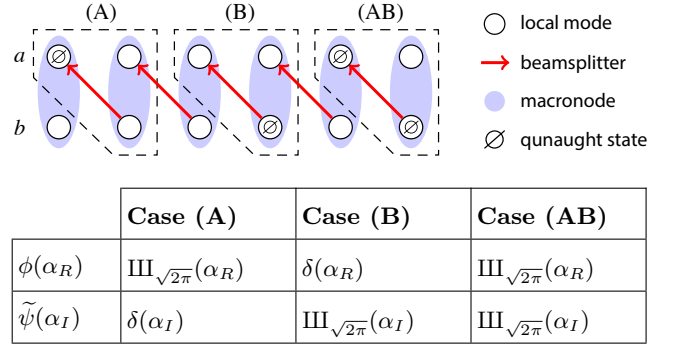 (A) (B) (AB)
local mode
a
beamsplitter
macronode
b
qunaught state
Case (A) Case (B) Case (AB)
ϕ(α_R) Ш_√2π(α_R) δ(α_R) Ш_√2π(α_R)
ψ̃(α_I) δ(α_I) Ш_√2π(α_I) Ш_√2π(α_I)